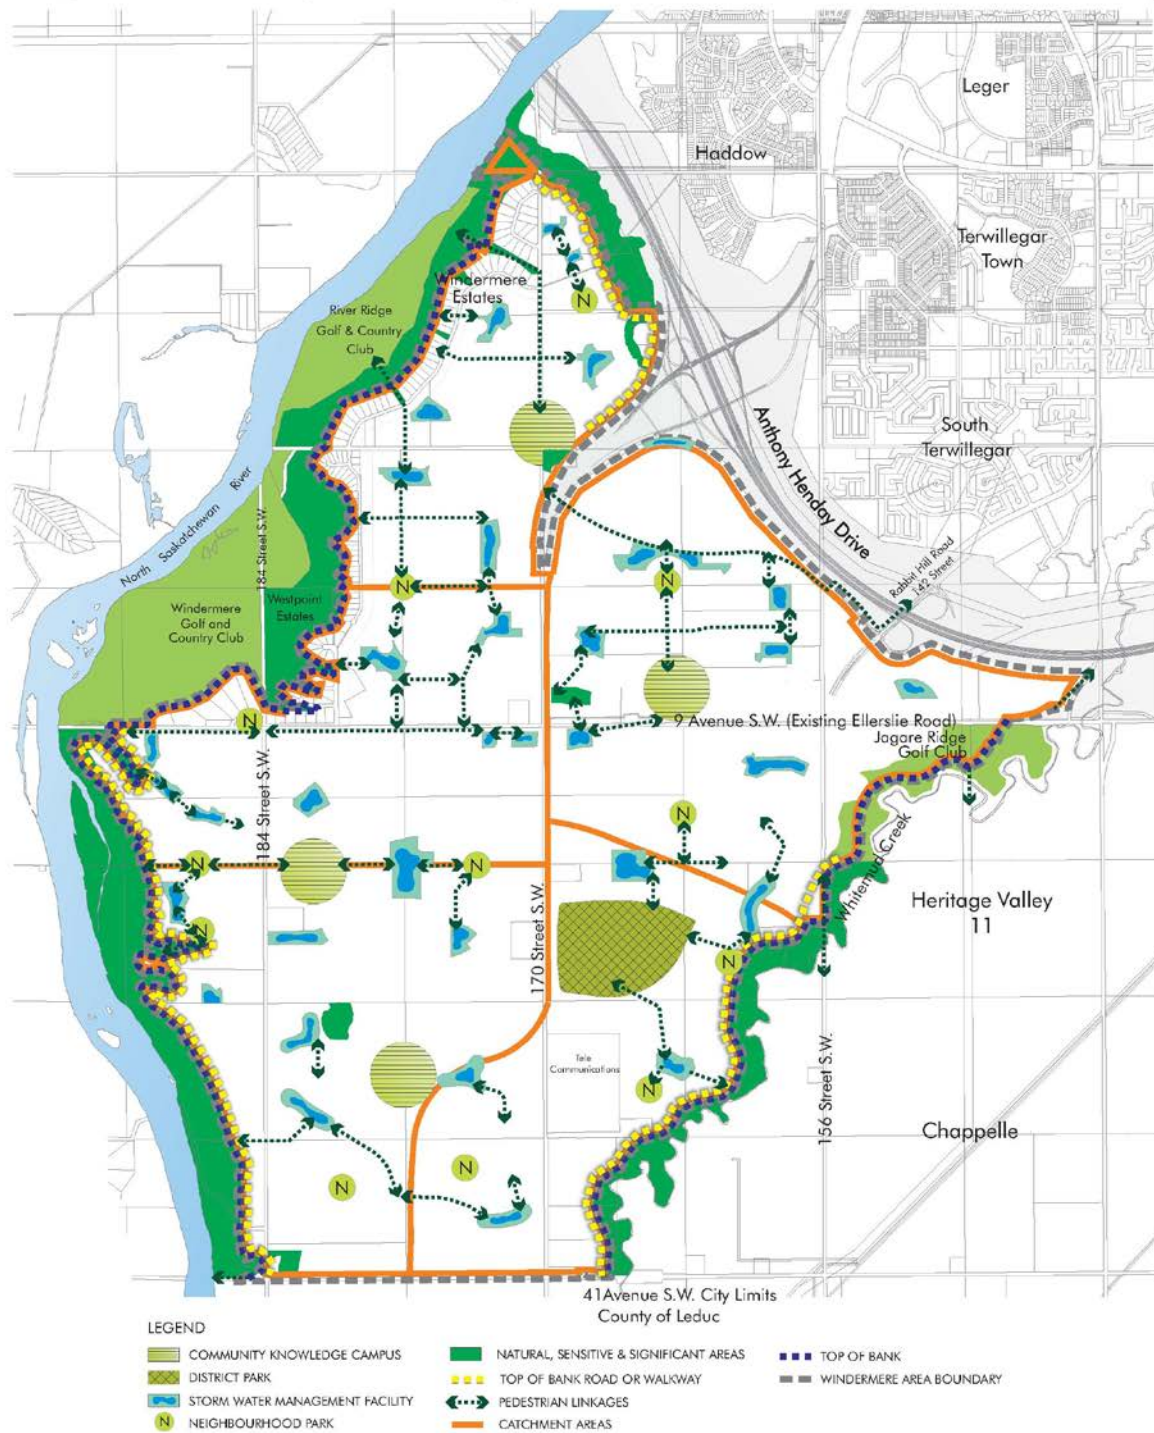 Leger
Haddow
Terwillegar
Town
Windermere
Estates
River Ridge
Golf & Country
Club
South
Terwillegar
Anthony Henday Drive
North Saskatchewan River
184 Street S.W.
Rabbit Hill Road
142 Street
N
N
N
Windermere
Golf and
Country Club
Westpoint
Estates
N
9 Avenue S.W. (Existing Ellerslie Road)
Jagare Ridge
Golf Club
184 Street S.W.
N
N
N
Whitemud Creek
Heritage Valley
11
N
N
170 Street S.W.
Tele
Communications
N
156 Street S.W.
Chappelle
N
N
41Avenue S.W. City Limits
County of Leduc
LEGEND
COMMUNITY KNOWLEDGE CAMPUS
DISTRICT PARK
STORM WATER MANAGEMENT FACILITY
N NEIGHBOURHOOD PARK
NATURAL, SENSITIVE & SIGNIFICANT AREAS
TOP OF BANK ROAD OR WALKWAY
PEDESTRIAN LINKAGES
CATCHMENT AREAS
TOP OF BANK
WINDERMERE AREA BOUNDARY